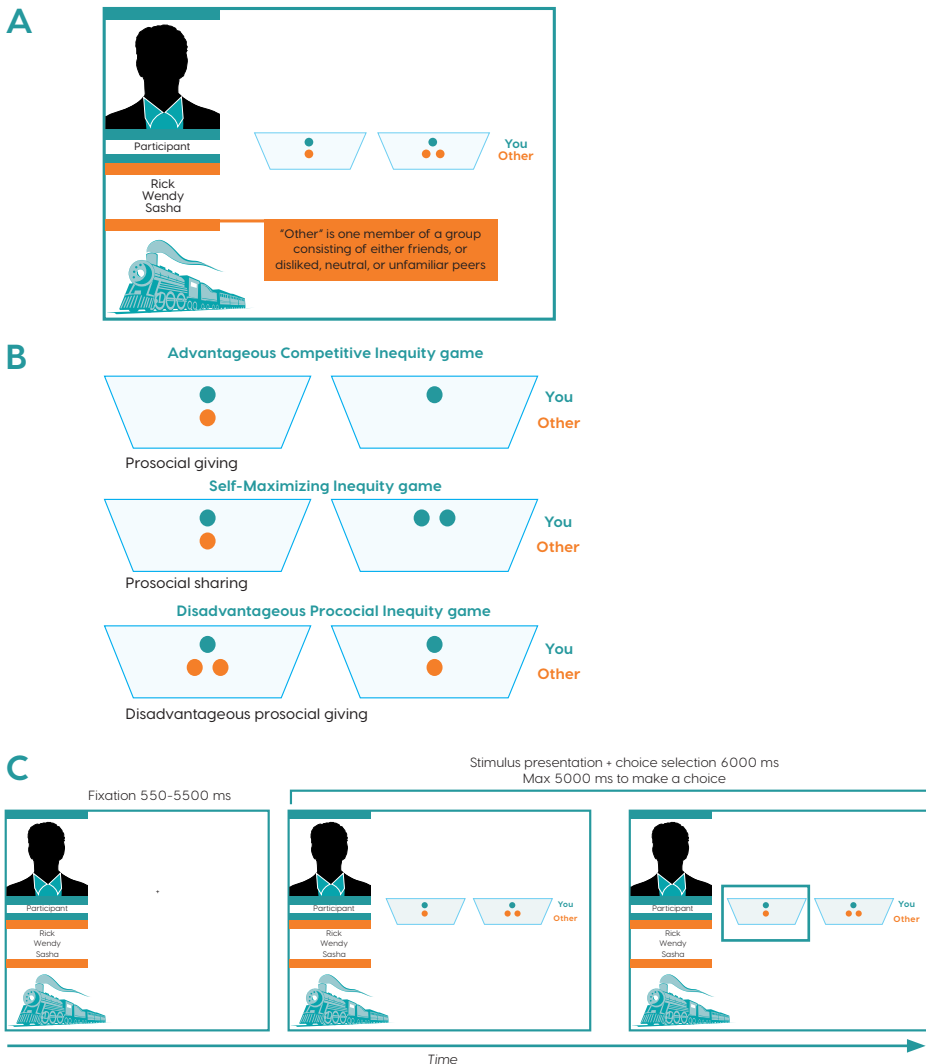 A
Participant
You
Other
Rick
Wendy
Sasha
"Other" is one member of a group
consisting of either friends, or
disliked, neutral, or unfamiliar peers
B
Advantageous Competitive Inequity game
You
Other
Prosocial giving
Self-Maximizing Inequity game
You
Other
Prosocial sharing
Disadvantageous Prococial Inequity game
You
Other
Disadvantageous prosocial giving
C
Stimulus presentation + choice selection 6000 ms
Max 5000 ms to make a choice
Fixation 550-5500 ms
+
Participant
Rick
Wendy
Sasha
Participant
You
Other
Rick
Wendy
Sasha
Participant
You
Other
Rick
Wendy
Sasha
Time